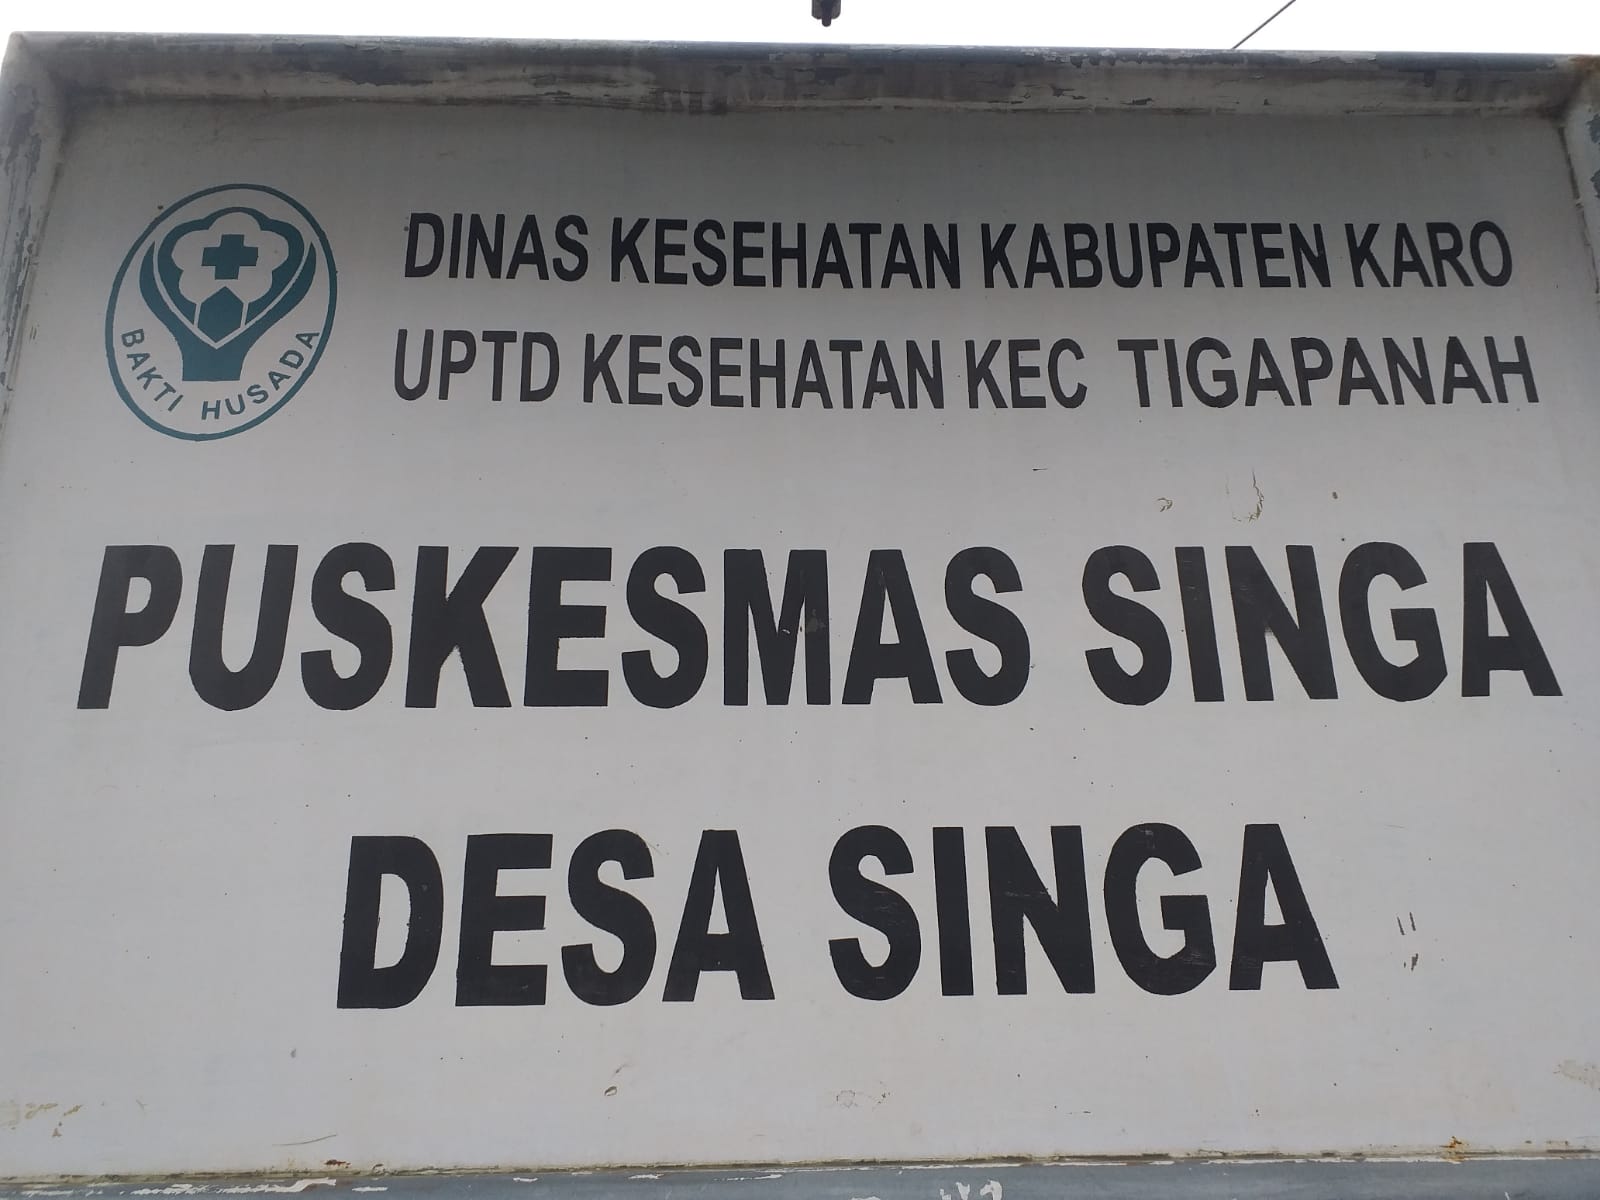 BAKTI HUSADA
DINAS KESEHATAN KABUPATEN KARO
UPTD KESEHATAN KEC TIGAPANAH
PUSKESMAS SINGA
DESA SINGA